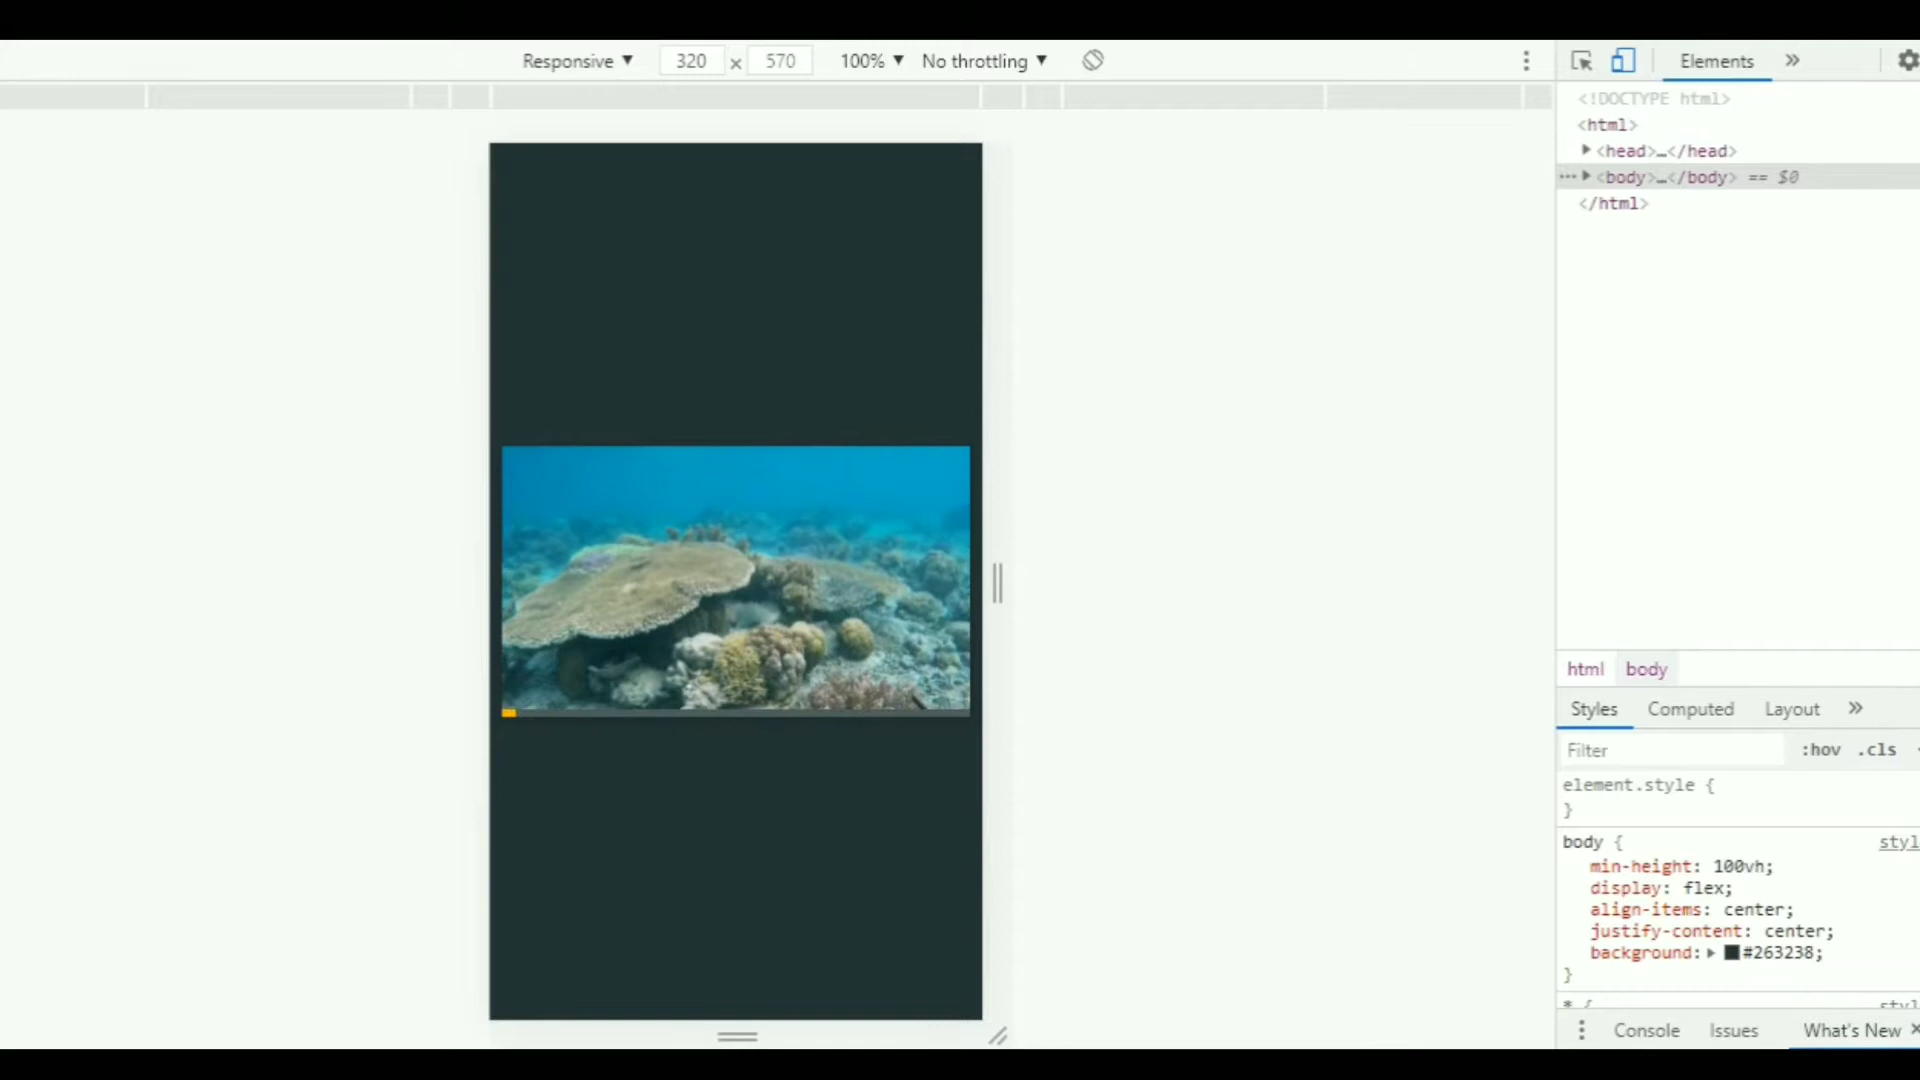 Responsive ▼ 320 × 570 100% ▼ No throttling ▼
Elements »
<!DOCTYPE html>
<html>
▶ <head>…</head>
… ▶ <body>…</body> == $0
</html>
html body
Styles Computed Layout »
Filter :hov .cls
element.style {
}
body { styl
min-height: 100vh;
display: flex;
align-items: center;
justify-content: center;
background: ▶ #263238;
}
* { styl
Console Issues What's New ×